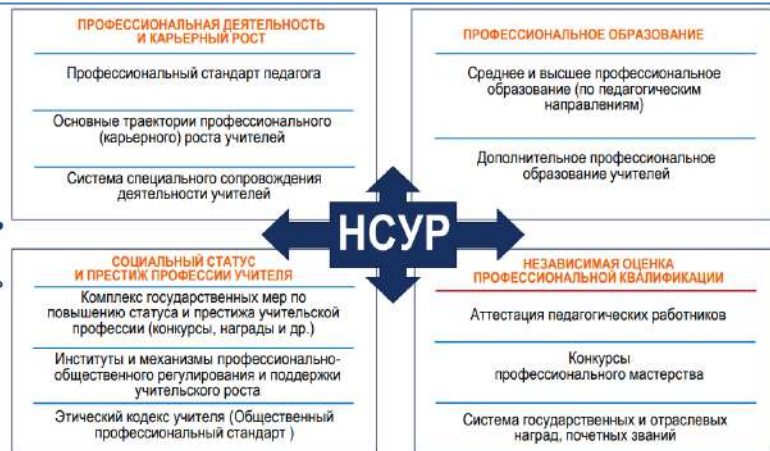 ПРОФЕССИОНАЛЬНАЯ ДЕЯТЕЛЬНОСТЬ
И КАРЬЕРНЫЙ РОСТ
Профессиональный стандарт педагога
Основные траектории профессионального
(карьерного) роста учителей
Система специального сопровождения
деятельности учителей
ПРОФЕССИОНАЛЬНОЕ ОБРАЗОВАНИЕ
Среднее и высшее профессиональное
образование (по педагогическим
направлениям)
Дополнительное профессиональное
образование учителей
НСУР
СОЦИАЛЬНЫЙ СТАТУС
И ПРЕСТИЖ ПРОФЕССИИ УЧИТЕЛЯ
Комплекс государственных мер по
повышению статуса и престижа учительской
профессии (конкурсы, награды и др.)
Институты и механизмы профессионально-
общественного регулирования и поддержки
учительского роста
Этический кодекс учителя (Общественный
профессиональный стандарт )
НЕЗАВИСИМАЯ ОЦЕНКА
ПРОФЕССИОНАЛЬНОЙ КВАЛИФИКАЦИИ
Аттестация педагогических работников
Конкурсы
профессионального мастерства
Система государственных и отраслевых
наград, почетных званий